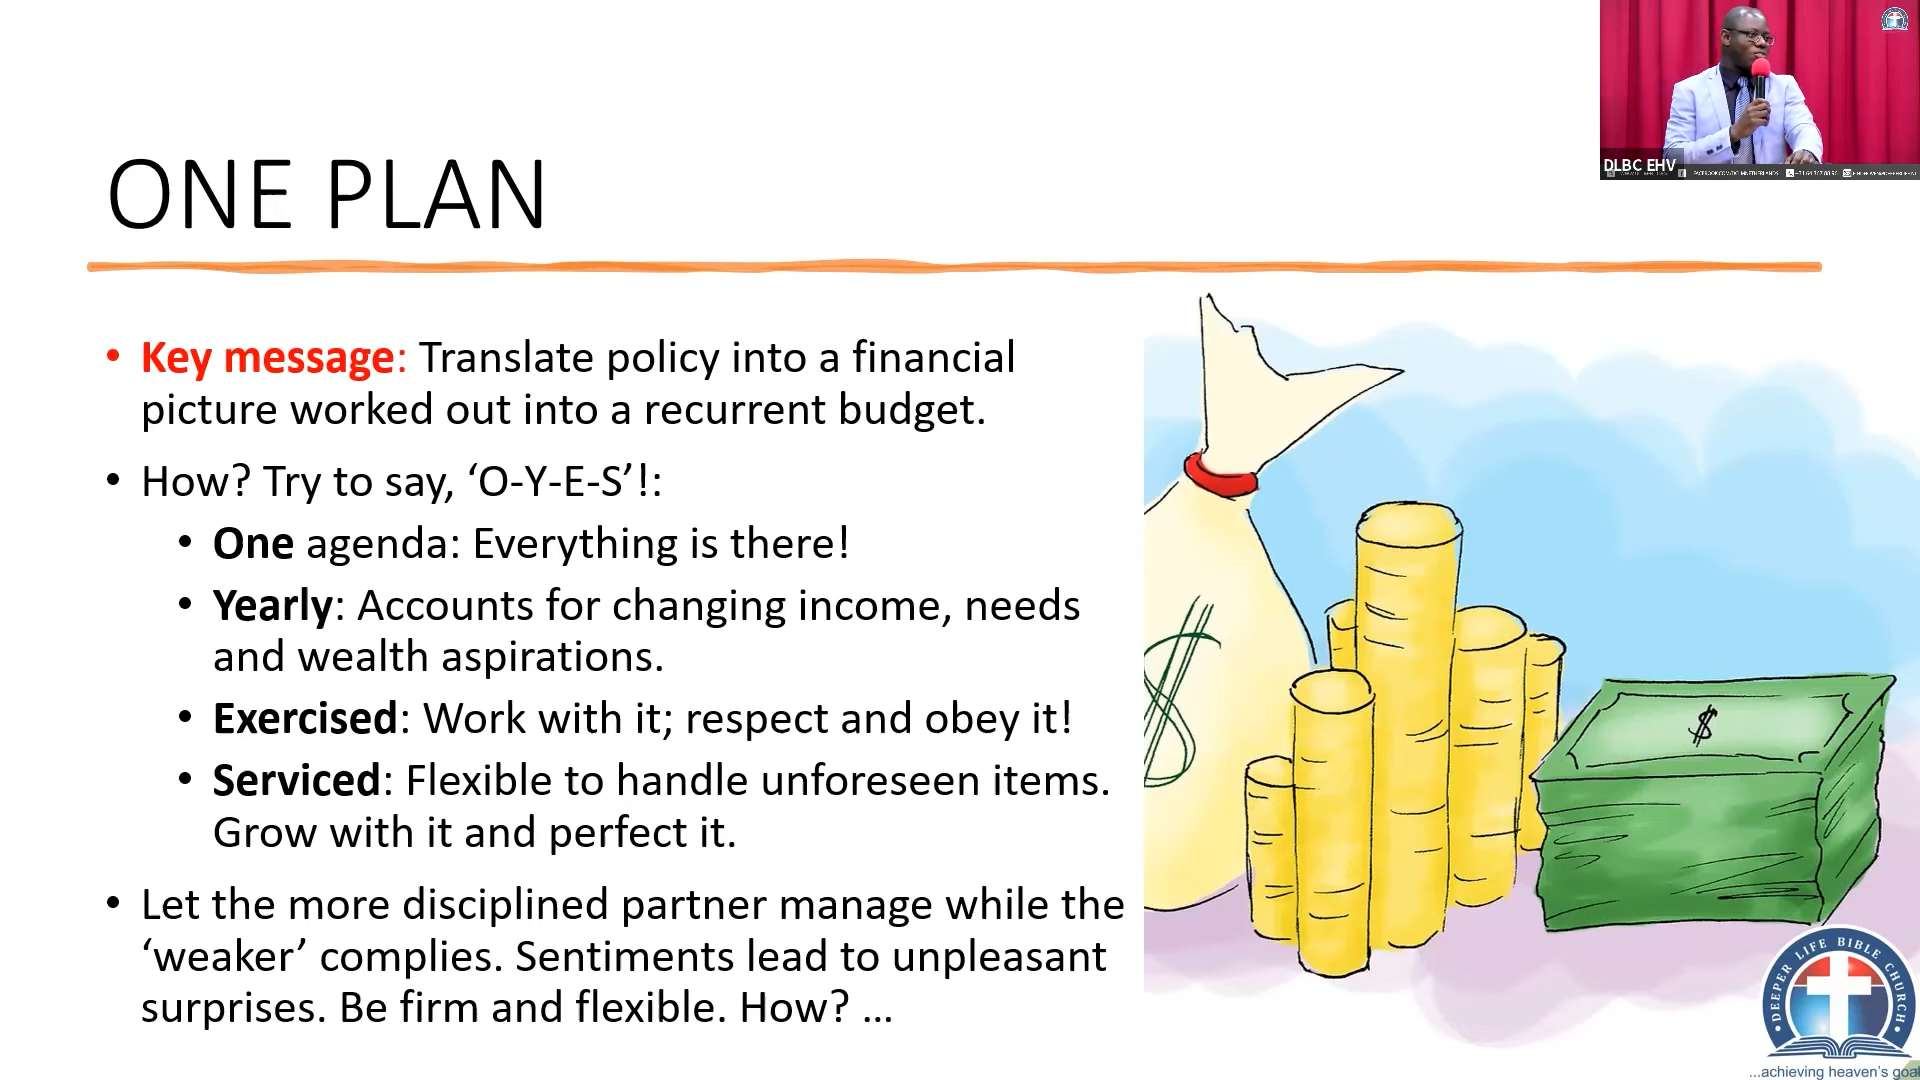 ONE PLAN
DLBC EHV
• Key message: Translate policy into a financial
picture worked out into a recurrent budget.
• How? Try to say, ‘O-Y-E-S’!:
• One agenda: Everything is there!
• Yearly: Accounts for changing income, needs
and wealth aspirations.
• Exercised: Work with it; respect and obey it!
• Serviced: Flexible to handle unforeseen items.
Grow with it and perfect it.
• Let the more disciplined partner manage while the
‘weaker’ complies. Sentiments lead to unpleasant
surprises. Be firm and flexible. How? …
$
$
DEEPER LIFE BIBLE CHURCH
...achieving heaven's goal